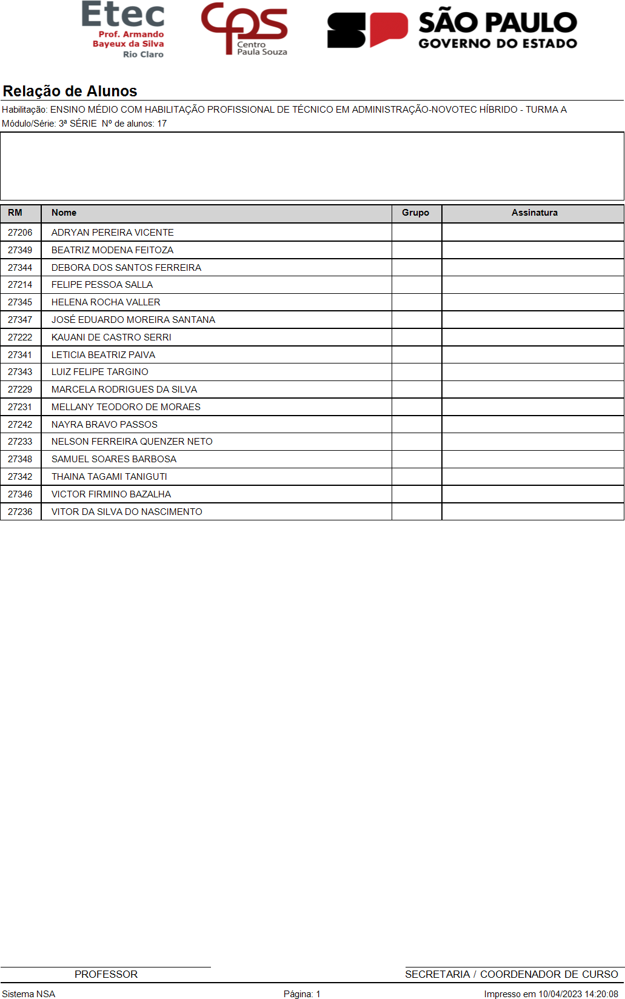 Etec
Prof. Armando
Bayeux da Silva
Rio Claro
CPS
Centro
Paula Souza
SP
SÃO PAULO
GOVERNO DO ESTADO
Relação de Alunos
Habilitação: ENSINO MÉDIO COM HABILITAÇÃO PROFISSIONAL DE TÉCNICO EM ADMINISTRAÇÃO-NOVOTEC HÍBRIDO - TURMA A
Módulo/Série: 3ª SÉRIE Nº de alunos: 17
RM Nome Grupo Assinatura
27206 ADRYAN PEREIRA VICENTE
27349 BEATRIZ MODENA FEITOZA
27344 DEBORA DOS SANTOS FERREIRA
27214 FELIPE PESSOA SALLA
27345 HELENA ROCHA VALLER
27347 JOSÉ EDUARDO MOREIRA SANTANA
27222 KAUANI DE CASTRO SERRI
27341 LETICIA BEATRIZ PAIVA
27343 LUIZ FELIPE TARGINO
27229 MARCELA RODRIGUES DA SILVA
27231 MELLANY TEODORO DE MORAES
27242 NAYRA BRAVO PASSOS
27233 NELSON FERREIRA QUENZER NETO
27348 SAMUEL SOARES BARBOSA
27342 THAINA TAGAMI TANIGUTI
27346 VICTOR FIRMINO BAZALHA
27236 VITOR DA SILVA DO NASCIMENTO
PROFESSOR SECRETARIA / COORDENADOR DE CURSO
Sistema NSA Página: 1 Impresso em 10/04/2023 14:20:08